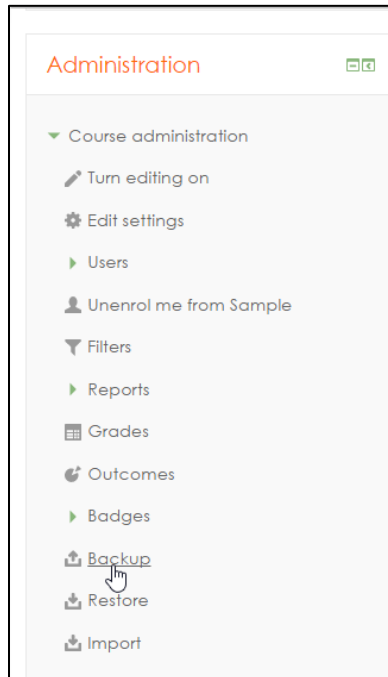 Administration
Course administration
Turn editing on
Edit settings
Users
Unenrol me from Sample
Filters
Reports
Grades
Outcomes
Badges
Backup
Restore
Import